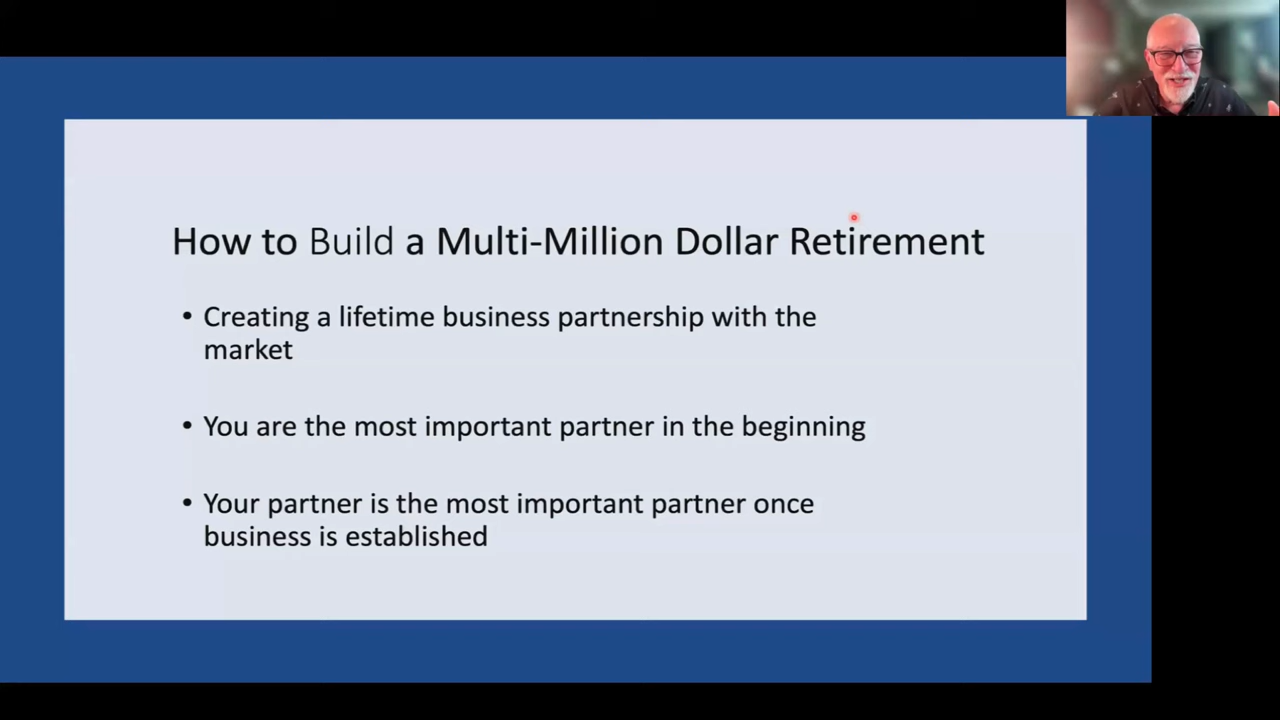 How to Build a Multi-Million Dollar Retirement
• Creating a lifetime business partnership with the
market
• You are the most important partner in the beginning
• Your partner is the most important partner once
business is established